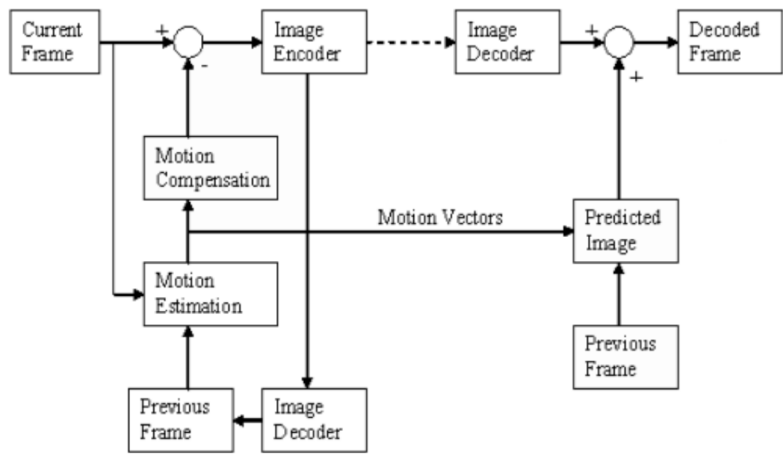 Current
Frame
+
-
Image
Encoder
Image
Decoder
+
+
Decoded
Frame
Motion
Compensation
Motion Vectors
Predicted
Image
Motion
Estimation
Previous
Frame
Previous
Frame
Image
Decoder